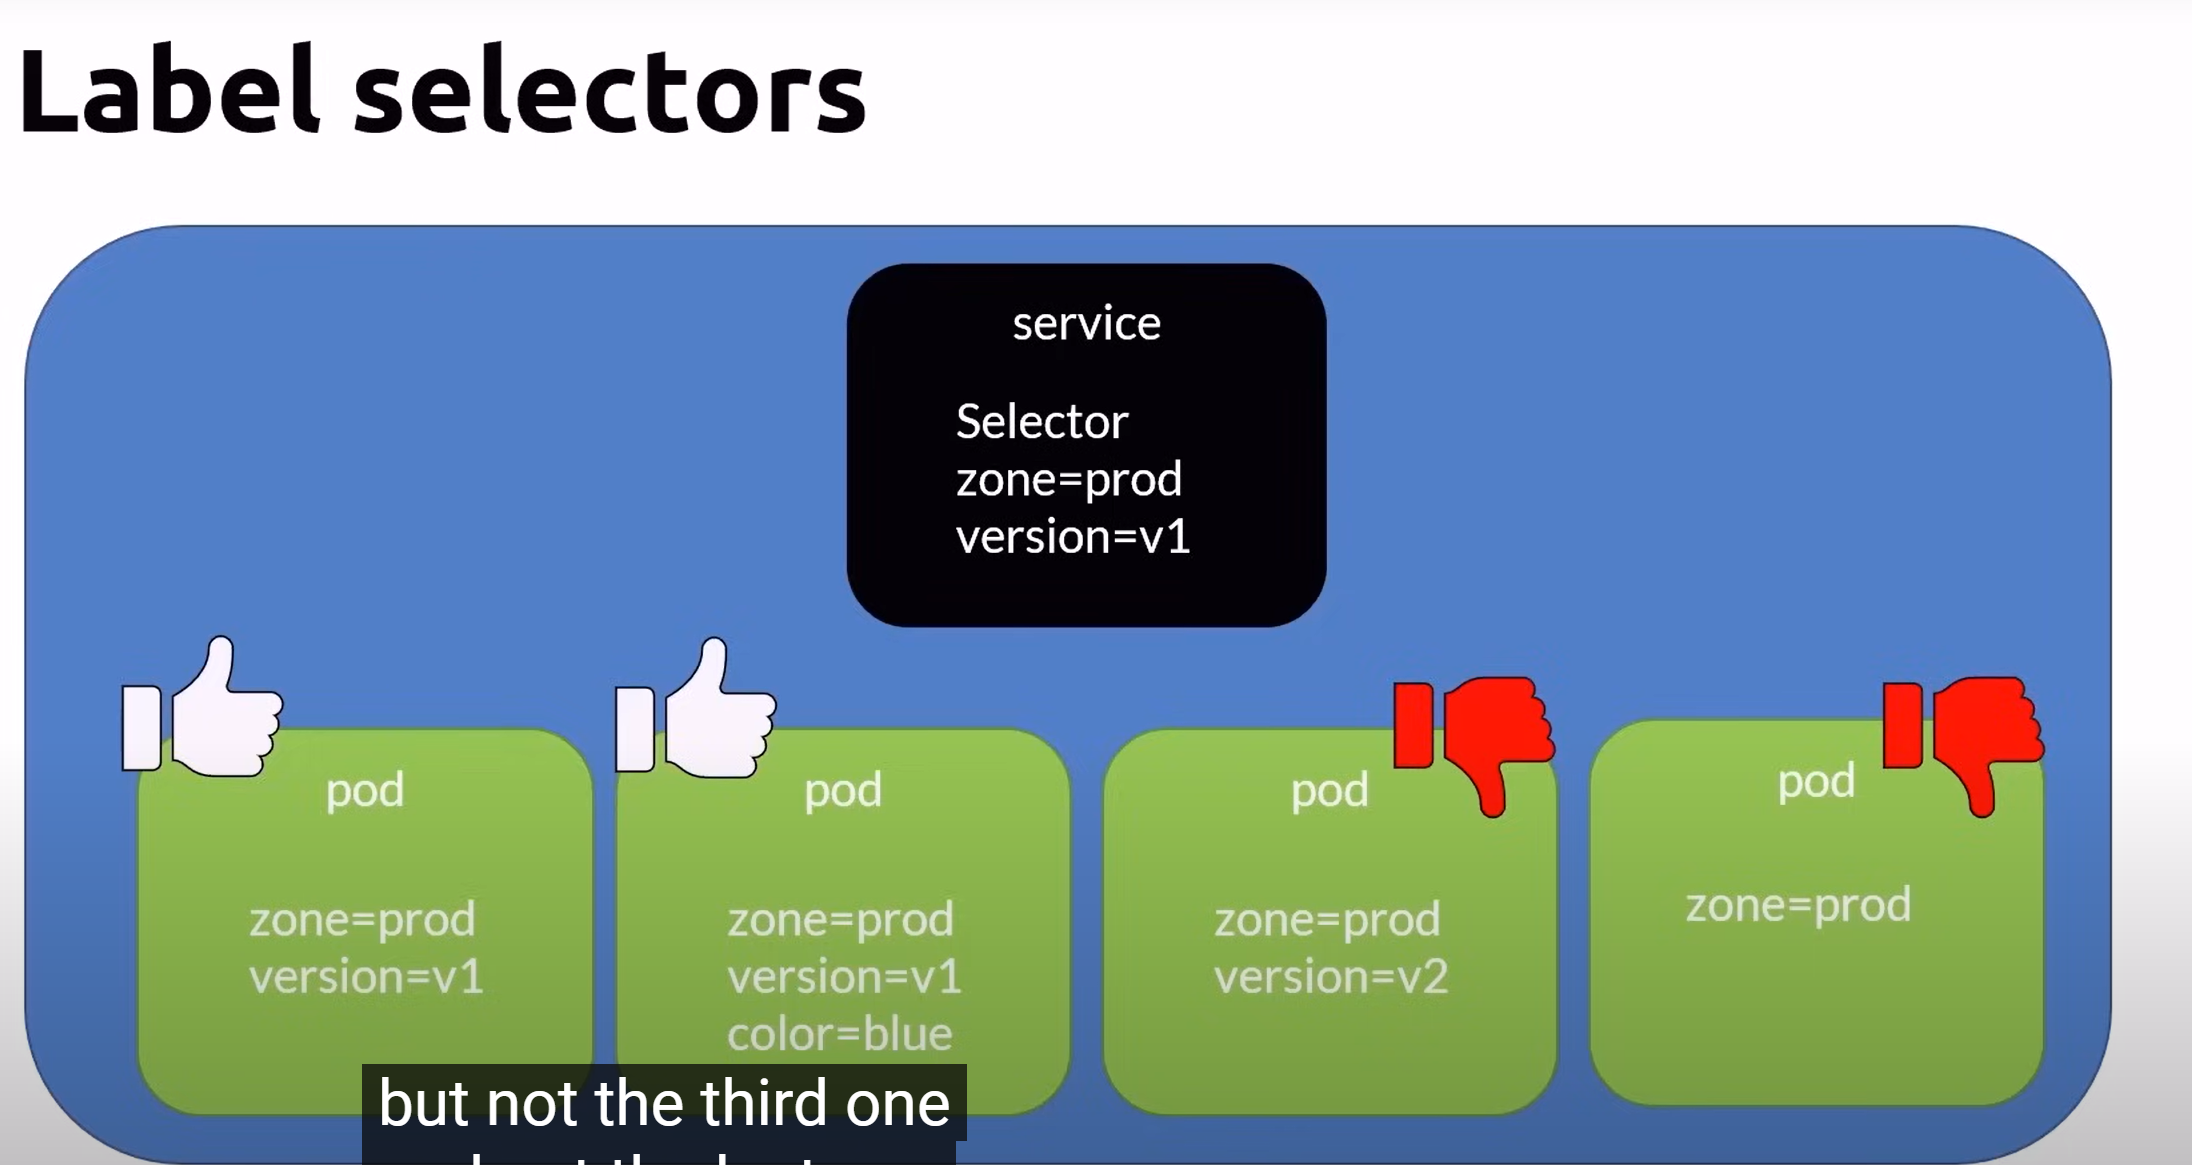 Label selectors
service
Selector
zone=prod
version=v1
pod
zone=prod
version=v1
pod
zone=prod
version=v1
color=blue
pod
zone=prod
version=v2
pod
zone=prod
but not the third one